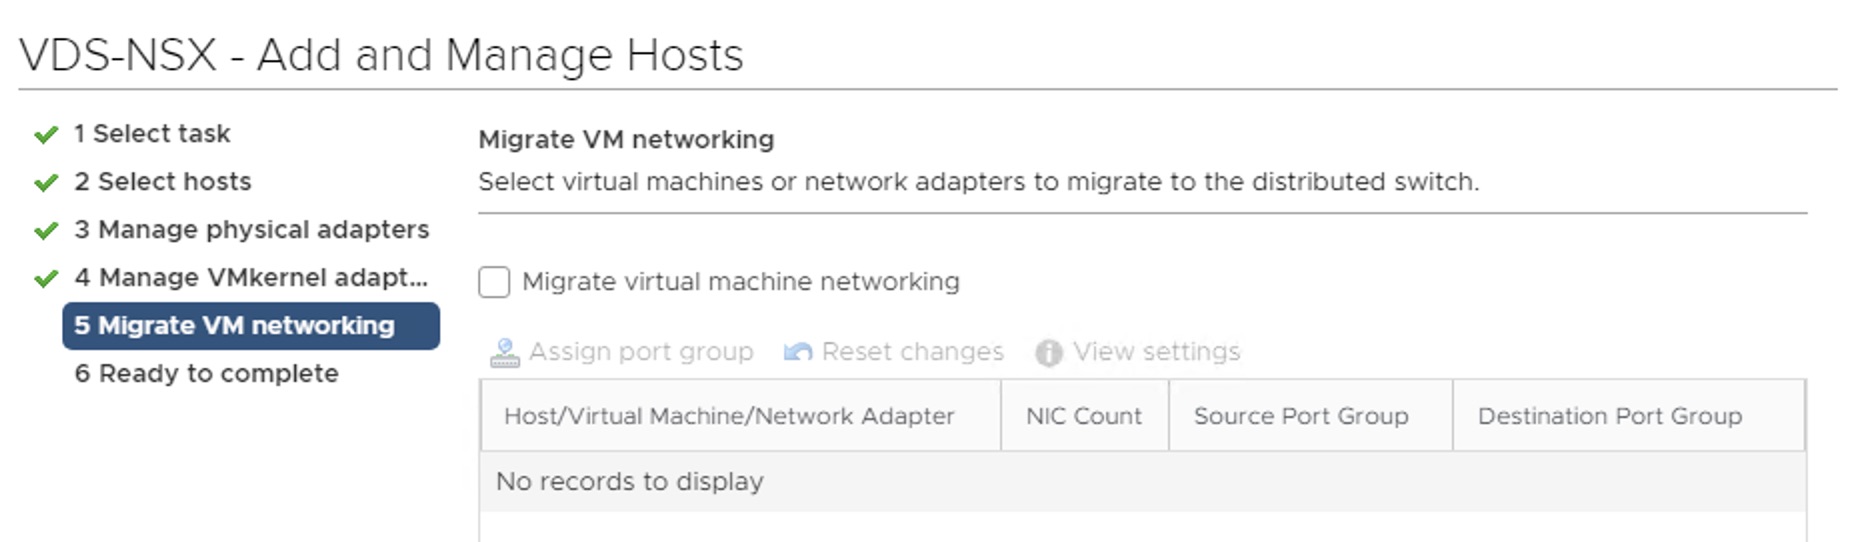 VDS-NSX - Add and Manage Hosts
1 Select task
2 Select hosts
3 Manage physical adapters
4 Manage VMkernel adapt...
5 Migrate VM networking
6 Ready to complete
Migrate VM networking
Select virtual machines or network adapters to migrate to the distributed switch.
Migrate virtual machine networking
Assign port group Reset changes View settings
Host/Virtual Machine/Network Adapter NIC Count Source Port Group Destination Port Group
No records to display